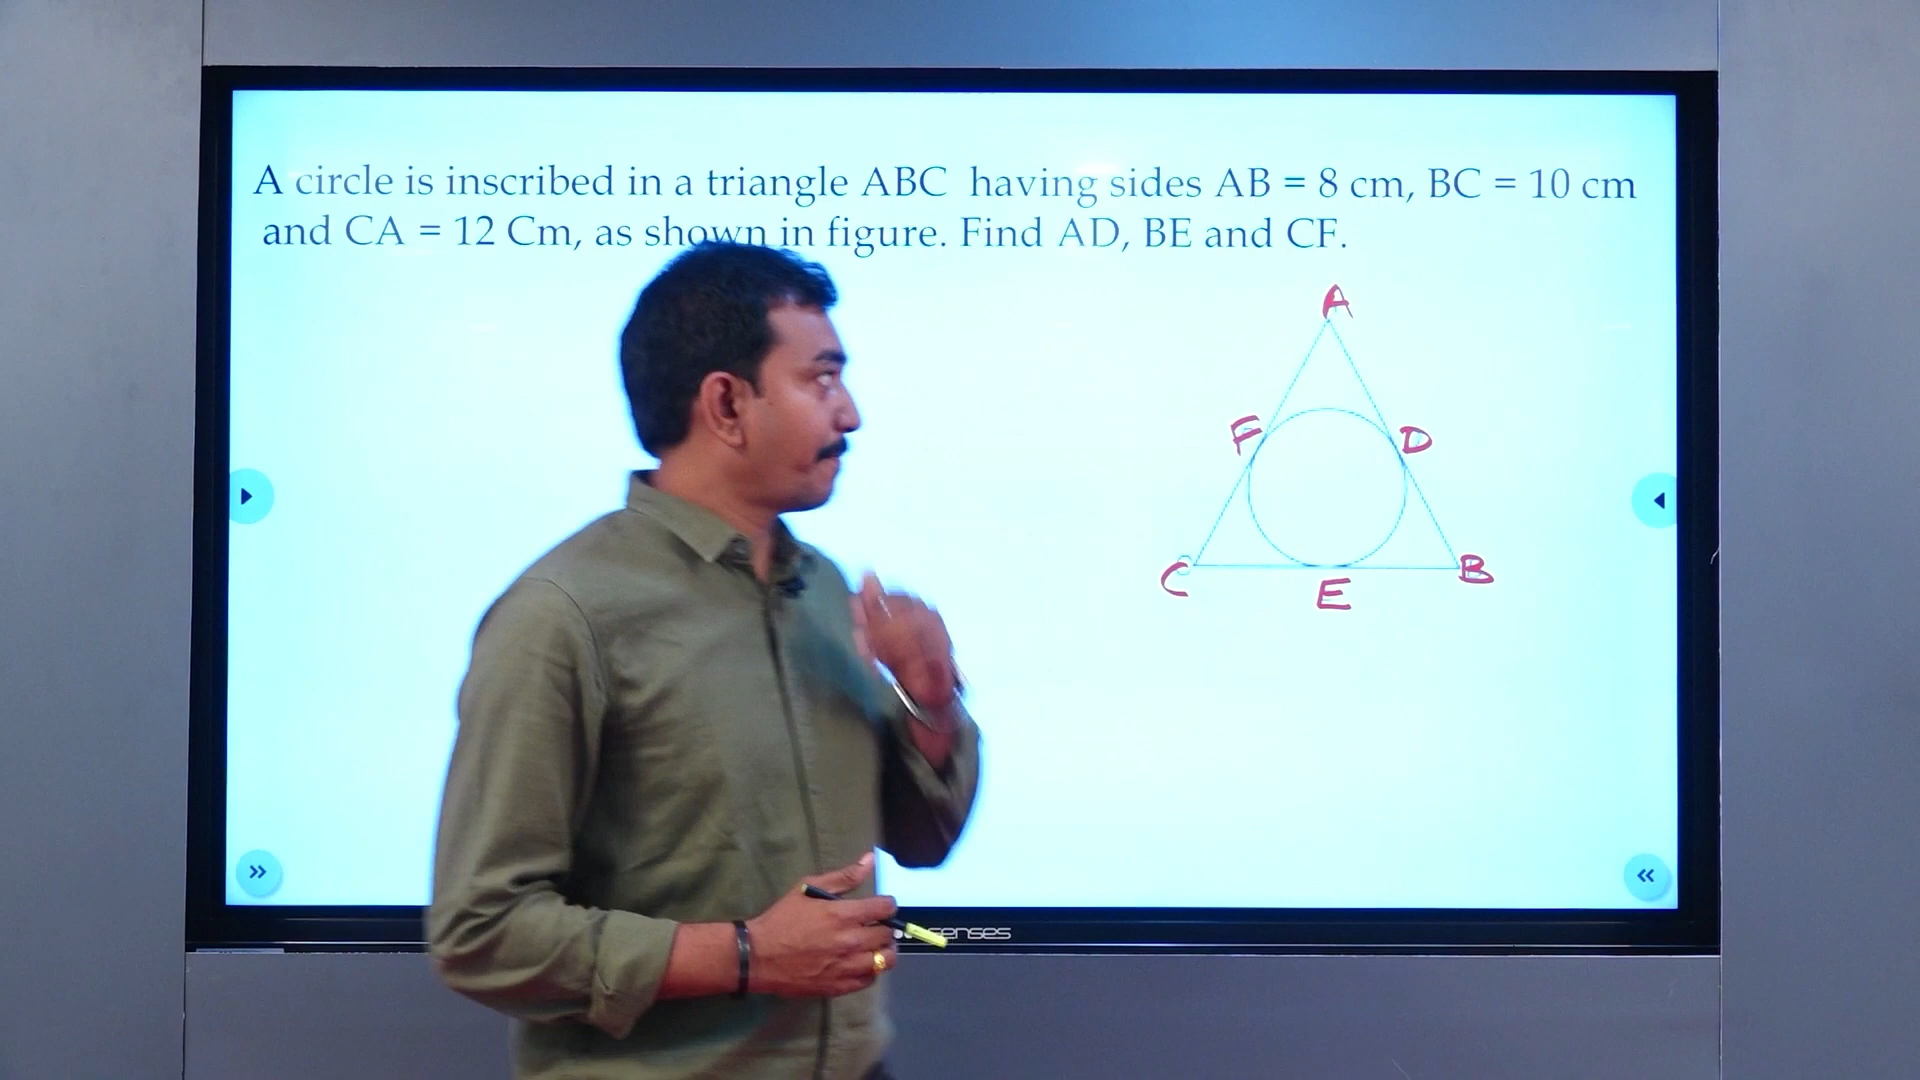 A circle is inscribed in a triangle ABC having sides AB = 8 cm, BC = 10 cm
and CA = 12 Cm, as shown in figure. Find AD, BE and CF.
A
F
D
C
E
B
senses